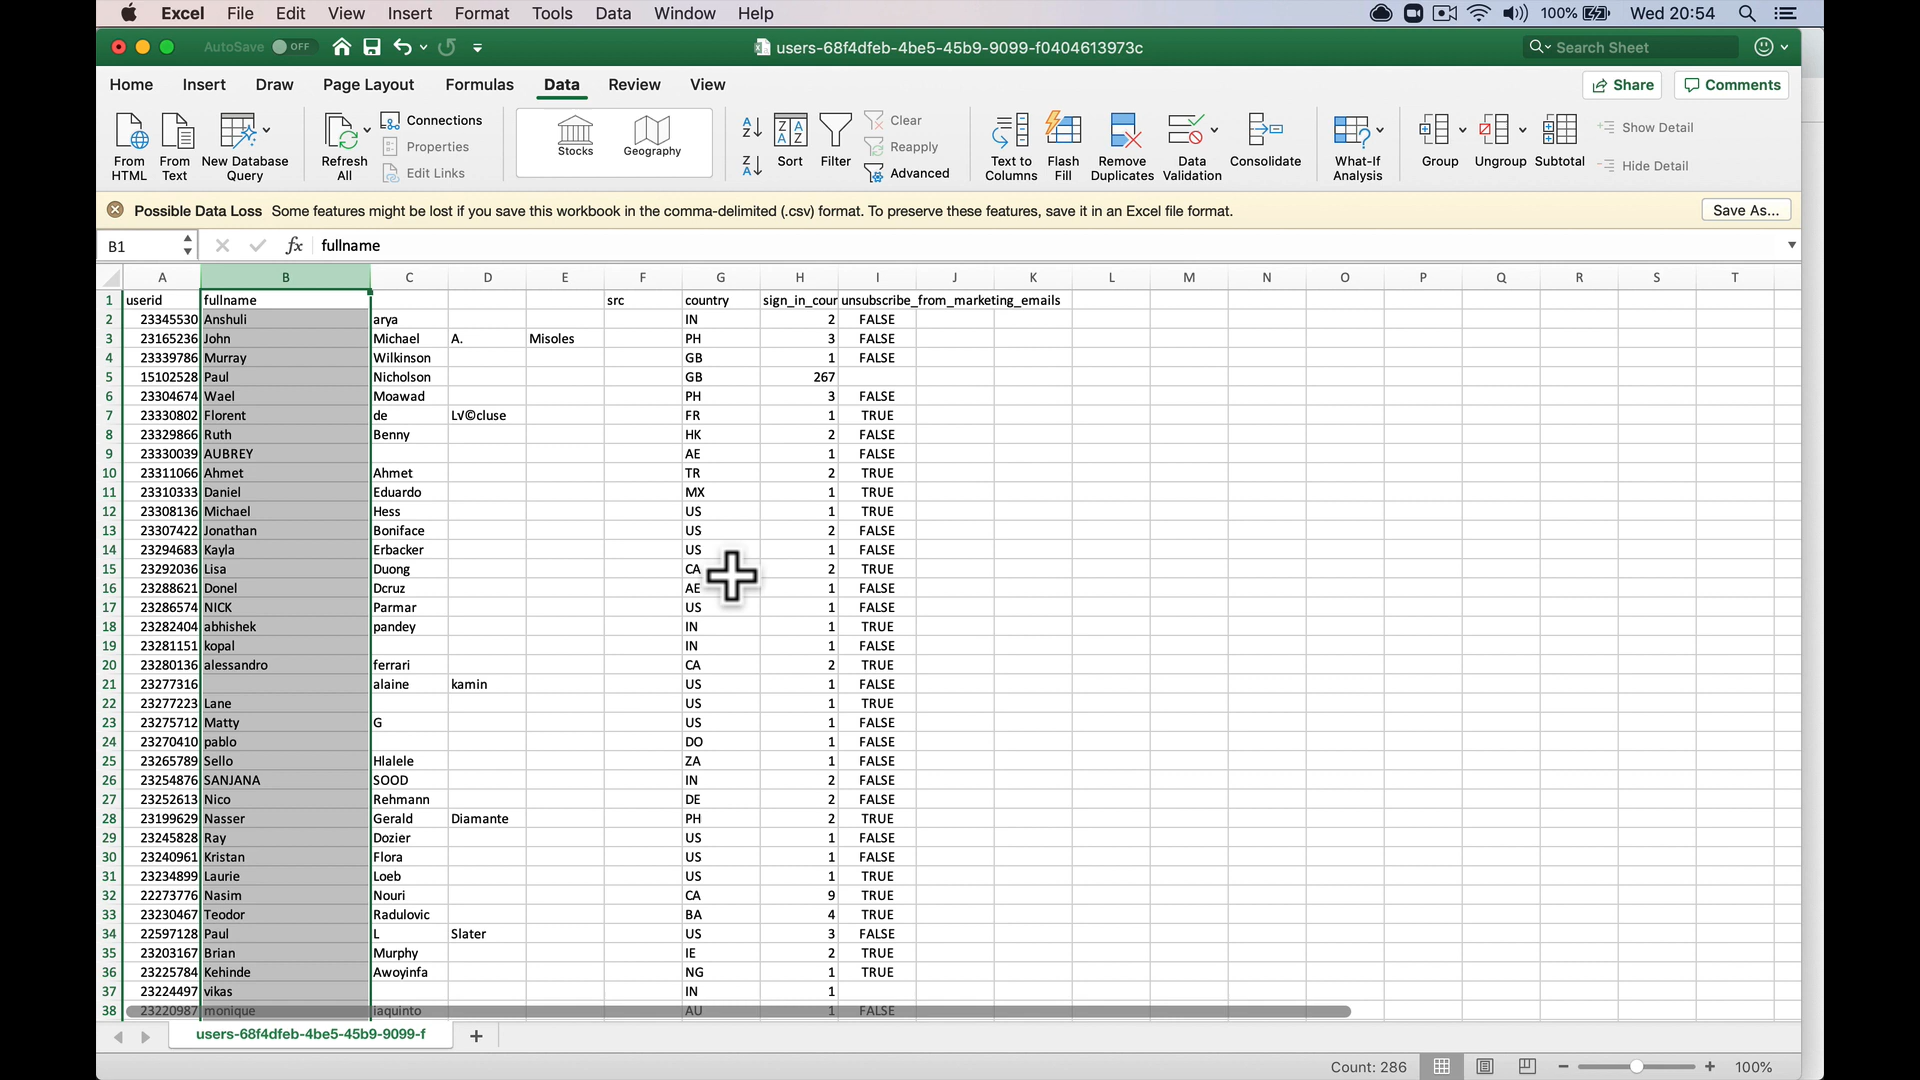 Excel File Edit View Insert Format Tools Data Window Help 100% Wed 20:54
AutoSave OFF users-68f4dfeb-4be5-45b9-9099-f0404613973c Search Sheet
Home Insert Draw Page Layout Formulas Data Review View Share Comments
From HTML From Text New Database Query Refresh All Connections Properties Edit Links Stocks Geography Sort Filter Clear Reapply Advanced Text to Columns Flash Fill Remove Duplicates Data Validation Consolidate What-If Analysis Group Ungroup Subtotal Show Detail Hide Detail
Possible Data Loss Some features might be lost if you save this workbook in the comma-delimited (.csv) format. To preserve these features, save it in an Excel file format. Save As...
B1 fx fullname
A B C D E F G H I J K L M N O P Q R S T
1 userid fullname src country sign_in_cour unsubscribe_from_marketing_emails
2 23345530 Anshuli arya IN 2 FALSE
3 23165236 John Michael A. Misoles PH 3 FALSE
4 23339786 Murray Wilkinson GB 1 FALSE
5 15102528 Paul Nicholson GB 267
6 23304674 Wael Moawad PH 3 FALSE
7 23330802 Florent de L√©cluse FR 1 TRUE
8 23329866 Ruth Benny HK 2 FALSE
9 23330039 AUBREY AE 1 FALSE
10 23311066 Ahmet Ahmet TR 2 TRUE
11 23310333 Daniel Eduardo MX 1 TRUE
12 23308136 Michael Hess US 1 TRUE
13 23307422 Jonathan Boniface US 2 FALSE
14 23294683 Kayla Erbacker US 1 FALSE
15 23292036 Lisa Duong CA 2 TRUE
16 23288621 Donel Dcruz AE 1 FALSE
17 23286574 NICK Parmar US 1 FALSE
18 23282404 abhishek pandey IN 1 TRUE
19 23281151 kopal IN 1 FALSE
20 23280136 alessandro ferrari CA 2 TRUE
21 23277316 alaine kamin US 1 FALSE
22 23277223 Lane US 1 TRUE
23 23275712 Matty G US 1 FALSE
24 23270410 pablo DO 1 FALSE
25 23265789 Sello Hlalele ZA 1 FALSE
26 23254876 SANJANA SOOD IN 2 FALSE
27 23252613 Nico Rehmann DE 2 FALSE
28 23199629 Nasser Gerald Diamante PH 2 TRUE
29 23245828 Ray Dozier US 1 FALSE
30 23240961 Kristan Flora US 1 FALSE
31 23234899 Laurie Loeb US 1 TRUE
32 22273776 Nasim Nouri CA 9 TRUE
33 23230467 Teodor Radulovic BA 4 TRUE
34 22597128 Paul L Slater US 3 FALSE
35 23203167 Brian Murphy IE 2 TRUE
36 23225784 Kehinde Awoyinfa NG 1 TRUE
37 23224497 vikas IN 1
38 23220987 monique iaquinto AU 1 FALSE
users-68f4dfeb-4be5-45b9-9099-f
Count: 286 100%